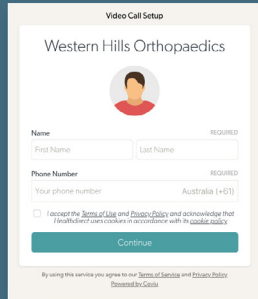 Video Call Setup
Western Hills Orthopaedics
Name REQUIRED
First Name Last Name
Phone Number REQUIRED
Your phone number Australia (+61)
I accept the Terms of Use and Privacy Policy and acknowledge that
Healthdirect uses cookies in accordance with its cookie policy
Continue
By using this service you agree to our Terms of Service and Privacy Policy
Powered by Coviu